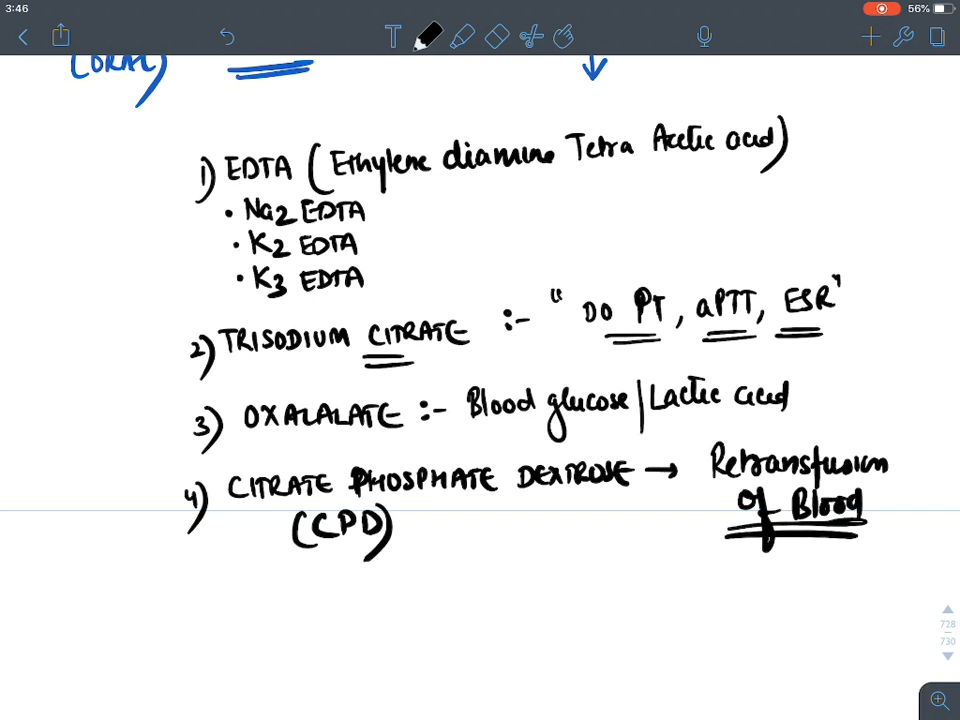 3:46
56%
T
(ORAL)
1) EDTA (Ethylene diamine Tetra Acetic acid)
• Na2 EDTA
• K2 EDTA
• K3 EDTA
2) TRISODIUM CITRATE :- "DO PT, aPTT, ESR"
3) OXALALATE :- Blood glucose | Lactic acid
4) CITRATE PHOSPHATE DEXTROSE → Retransfusion
(CPD) Of Blood
728
730